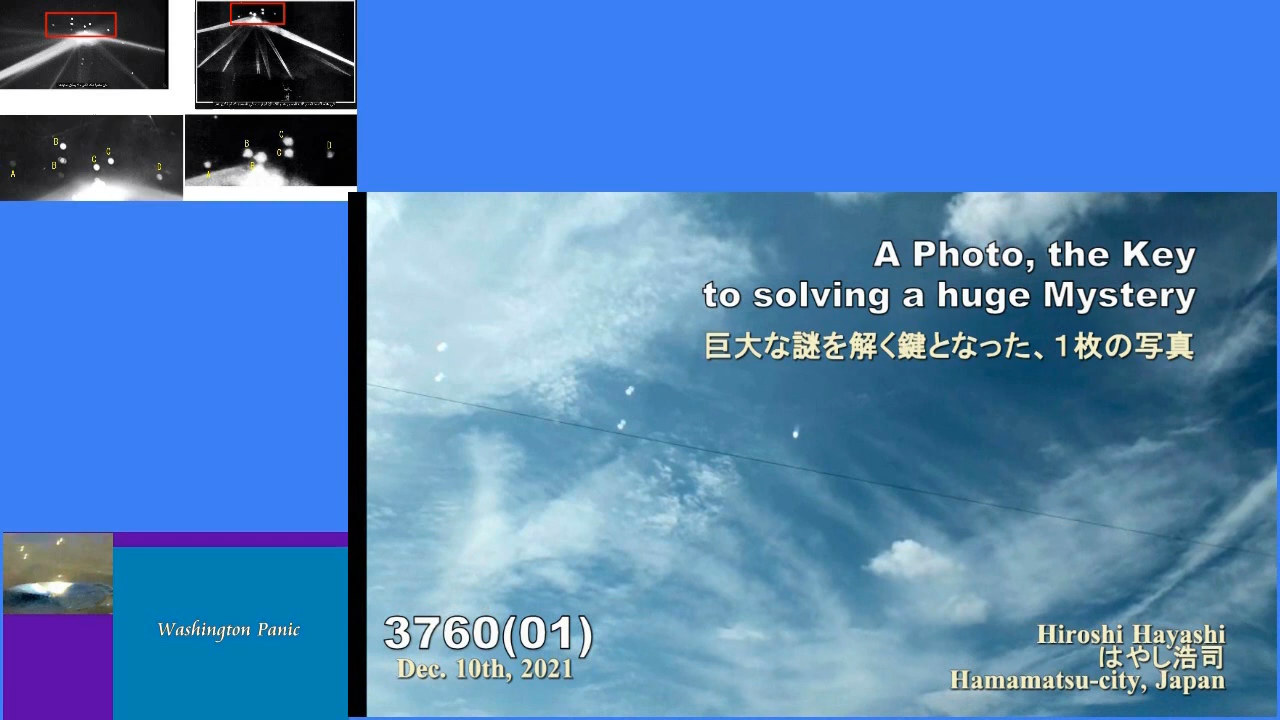 B
C
B
C
A
D
C
B
C
D
A
B
A Photo, the Key
to solving a huge Mystery
巨大な謎を解く鍵となった、１枚の写真
Washington Panic
3760(01)
Dec. 10th, 2021
Hiroshi Hayashi
はやし浩司
Hamamatsu-city, Japan